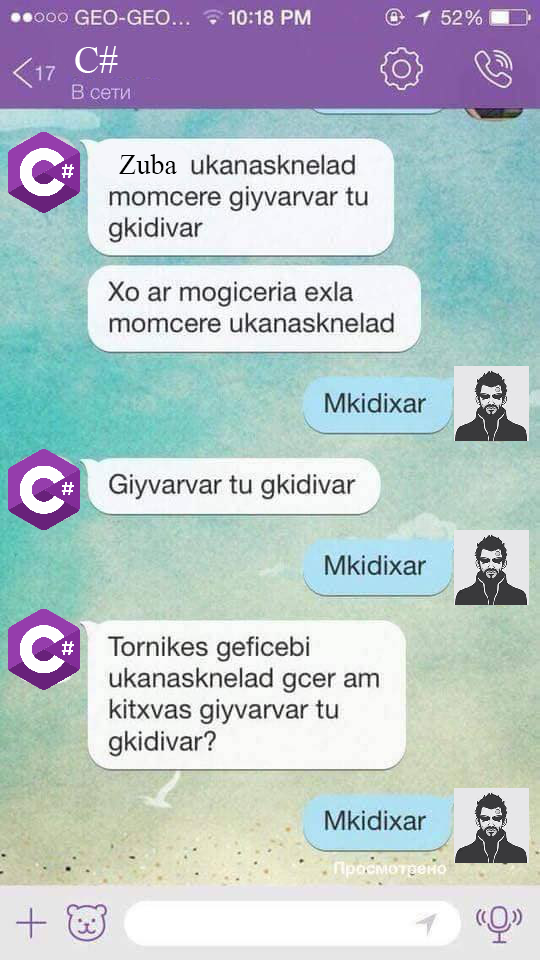 GEO-GEO... 10:18 PM 52%
17 C#
В сети
Zuba ukanasknelad
momcere giyvarvar tu
gkidivar
Xo ar mogiceria exla
momcere ukanasknelad
Mkidixar
Giyvarvar tu gkidivar
Mkidixar
Tornikes geficebi
ukanasknelad gcer am
kitxvas giyvarvar tu
gkidivar?
Mkidixar
Просмотрено